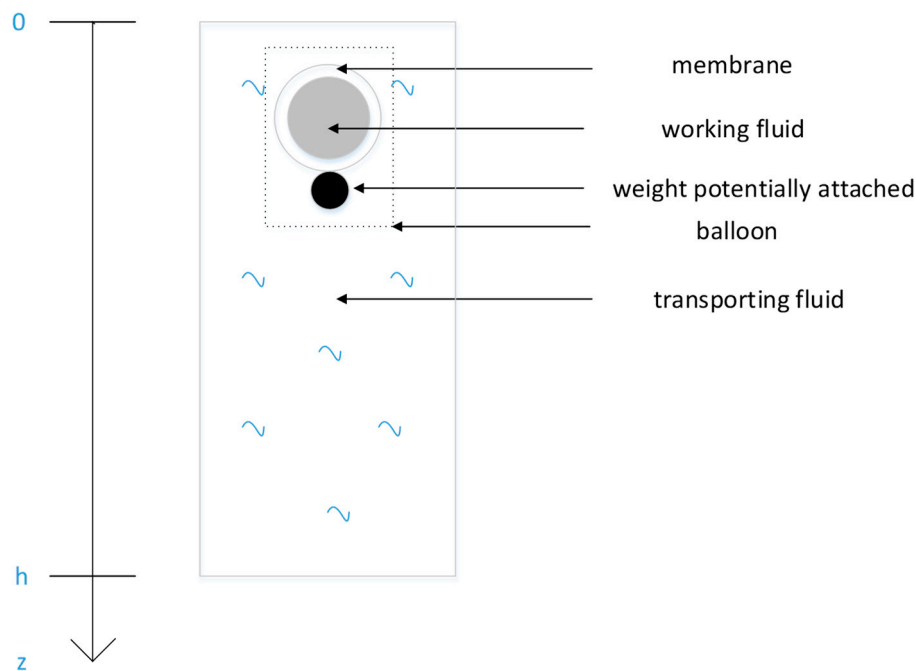 0
membrane
working fluid
weight potentially attached
balloon
transporting fluid
h
z